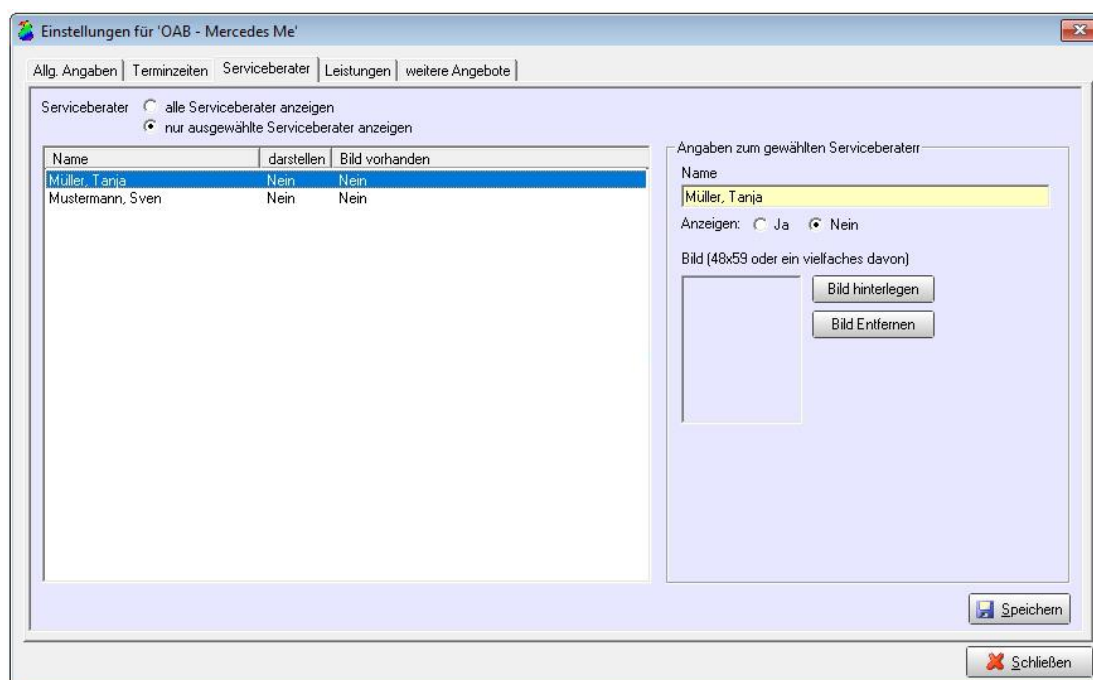 Einstellungen für 'OAB - Mercedes Me'
Allg. Angaben Terminzeiten Serviceberater Leistungen weitere Angebote
Serviceberater alle Serviceberater anzeigen
nur ausgewählte Serviceberater anzeigen
Name darstellen Bild vorhanden
Müller, Tanja Nein Nein
Mustermann, Sven Nein Nein
Angaben zum gewählten Serviceberaterr
Name
Müller, Tanja
Anzeigen: Ja Nein
Bild (48x59 oder ein vielfaches davon)
Bild hinterlegen
Bild Entfernen
Speichern
Schließen